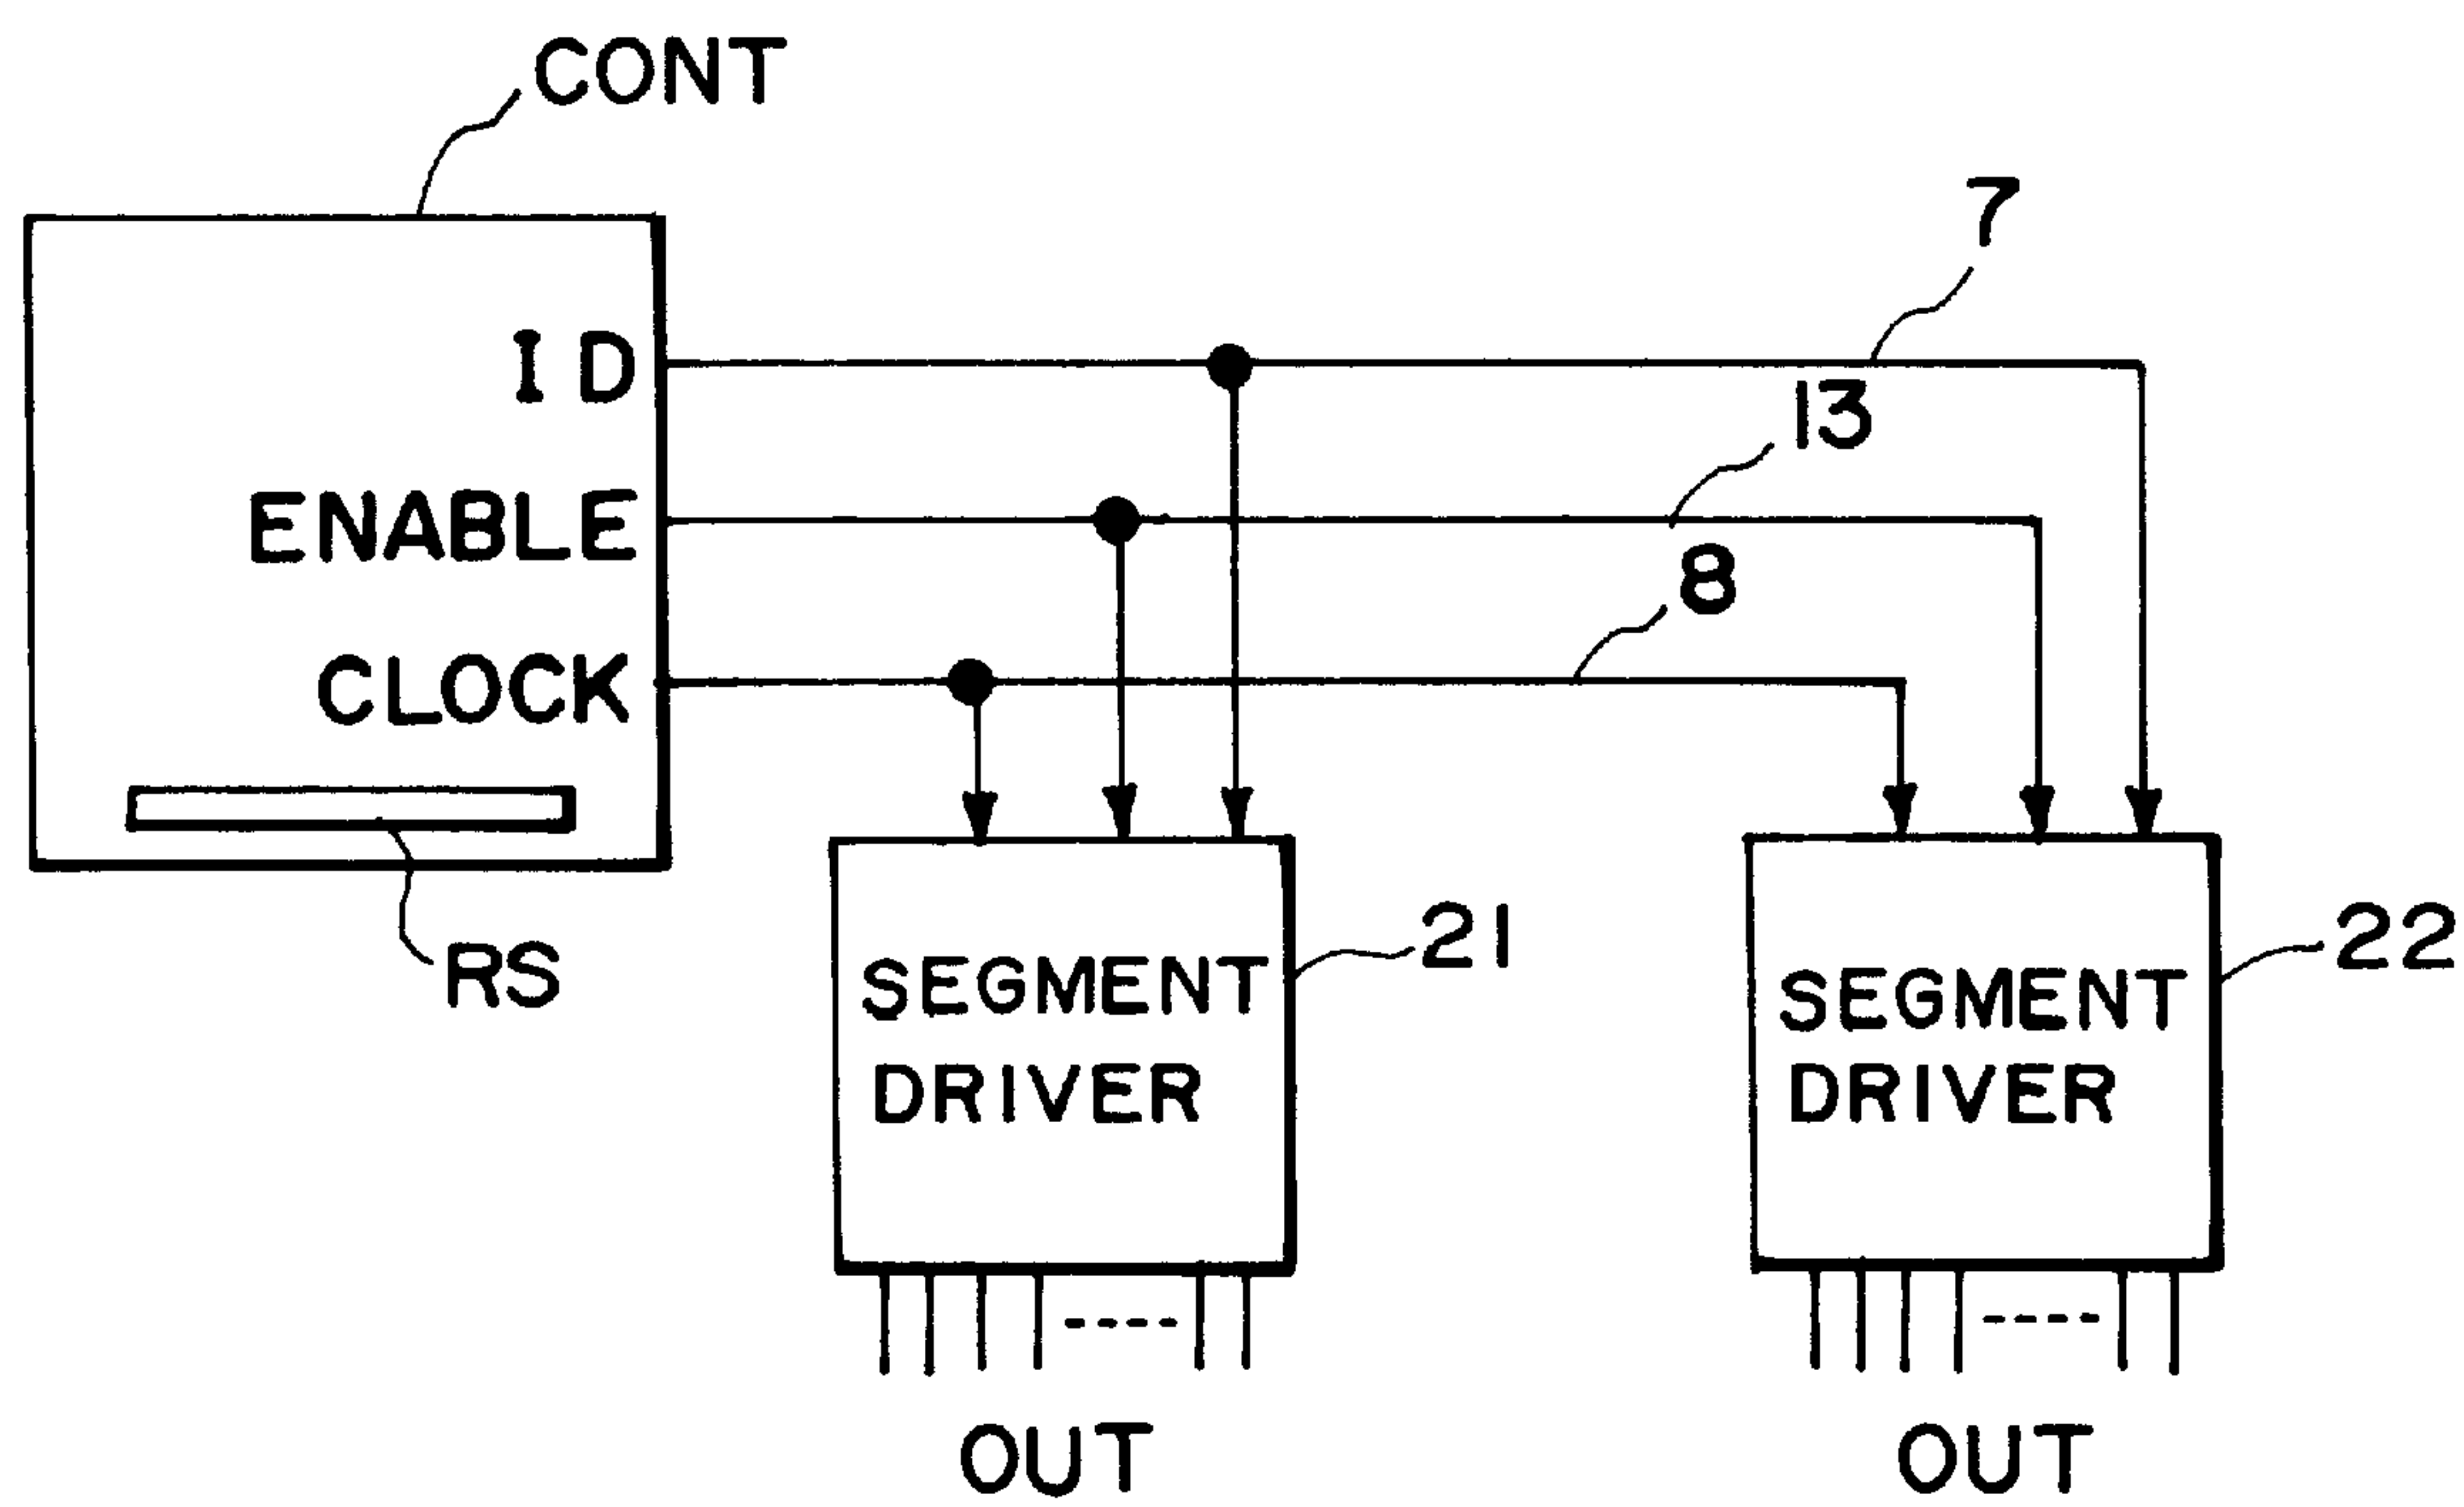 CONT
7
ID
13
ENABLE
8
CLOCK
RS
21
22
SEGMENT
DRIVER
SEGMENT
DRIVER
OUT
OUT